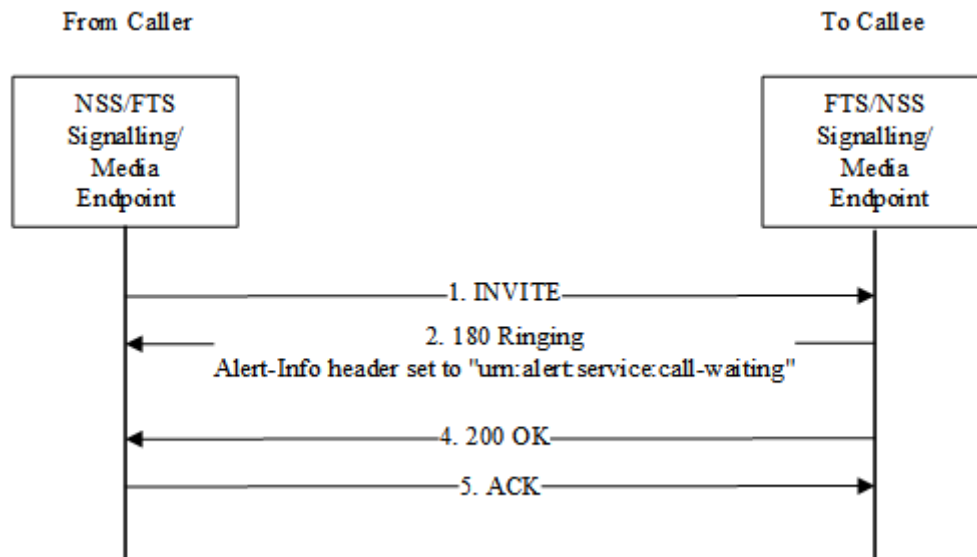 From Caller
To Callee
NSS/FTS
Signalling/
Media
Endpoint
FTS/NSS
Signalling/
Media
Endpoint
1. INVITE
2. 180 Ringing
Alert-Info header set to "urn:alert:service:call-waiting"
4. 200 OK
5. ACK